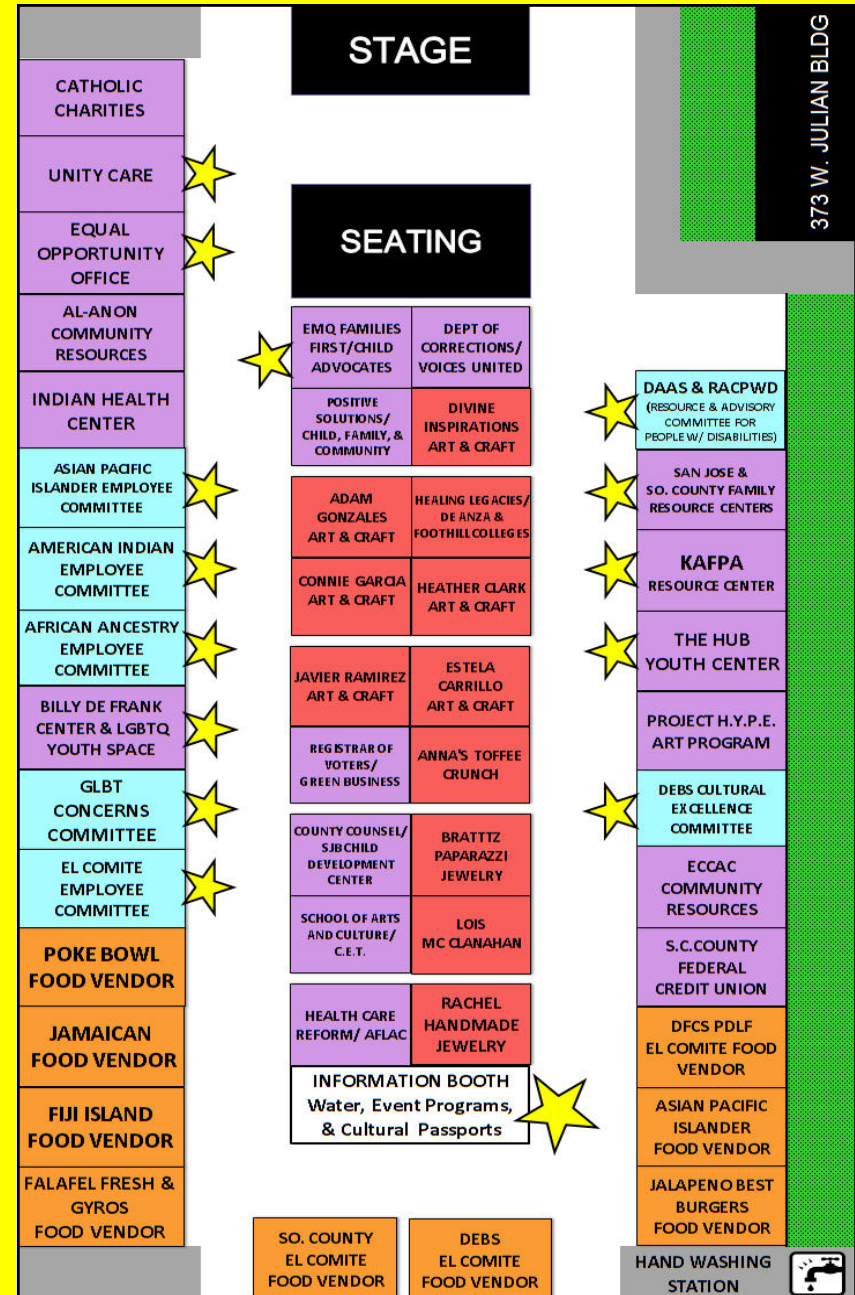 STAGE
373 W. JULIAN BLDG
SEATING
CATHOLIC
CHARITIES
UNITY CARE
EQUAL
OPPORTUNITY
OFFICE
AL-ANON
COMMUNITY
RESOURCES
INDIAN HEALTH
CENTER
ASIAN PACIFIC
ISLANDER EMPLOYEE
COMMITTEE
AMERICAN INDIAN
EMPLOYEE
COMMITTEE
AFRICAN ANCESTRY
EMPLOYEE
COMMITTEE
BILLY DE FRANK
CENTER & LGBTQ
YOUTH SPACE
GLBT
CONCERNS
COMMITTEE
EL COMITE
EMPLOYEE
COMMITTEE
POKE BOWL
FOOD VENDOR
JAMAICAN
FOOD VENDOR
FIJI ISLAND
FOOD VENDOR
FALAFEL FRESH &
GYROS
FOOD VENDOR
EMQ FAMILIES
FIRST/CHILD
ADVOCATES
DEPT OF
CORRECTIONS/
VOICES UNITED
POSITIVE
SOLUTIONS/
CHILD, FAMILY, &
COMMUNITY
DIVINE
INSPIRATIONS
ART & CRAFT
ADAM
GONZALES
ART & CRAFT
HEALING LEGACIES/
DE ANZA &
FOOTHILL COLLEGES
CONNIE GARCIA
ART & CRAFT
HEATHER CLARK
ART & CRAFT
JAVIER RAMIREZ
ART & CRAFT
ESTELA
CARRILLO
ART & CRAFT
REGISTRAR OF
VOTERS/
GREEN BUSINESS
ANNA'S TOFFEE
CRUNCH
COUNTY COUNSEL/
SJB CHILD
DEVELOPMENT
CENTER
BRATTTZ
PAPARAZZI
JEWELRY
SCHOOL OF ARTS
AND CULTURE/
C.E.T.
LOIS
MC CLANAHAN
HEALTH CARE
REFORM/ AFLAC
RACHEL
HANDMADE
JEWELRY
INFORMATION BOOTH
Water, Event Programs,
& Cultural Passports
SO. COUNTY
EL COMITE
FOOD VENDOR
DEBS
EL COMITE
FOOD VENDOR
DAAS & RACPWD
(RESOURCE & ADVISORY
COMMITTEE FOR
PEOPLE W/ DISABILITIES)
SAN JOSE &
SO. COUNTY FAMILY
RESOURCE CENTERS
KAFPA
RESOURCE CENTER
THE HUB
YOUTH CENTER
PROJECT H.Y.P.E.
ART PROGRAM
DEBS CULTURAL
EXCELLENCE
COMMITTEE
ECCAC
COMMUNITY
RESOURCES
S.C.COUNTY
FEDERAL
CREDIT UNION
DFCS PDLF
EL COMITE FOOD
VENDOR
ASIAN PACIFIC
ISLANDER
FOOD VENDOR
JALAPENO BEST
BURGERS
FOOD VENDOR
HAND WASHING
STATION